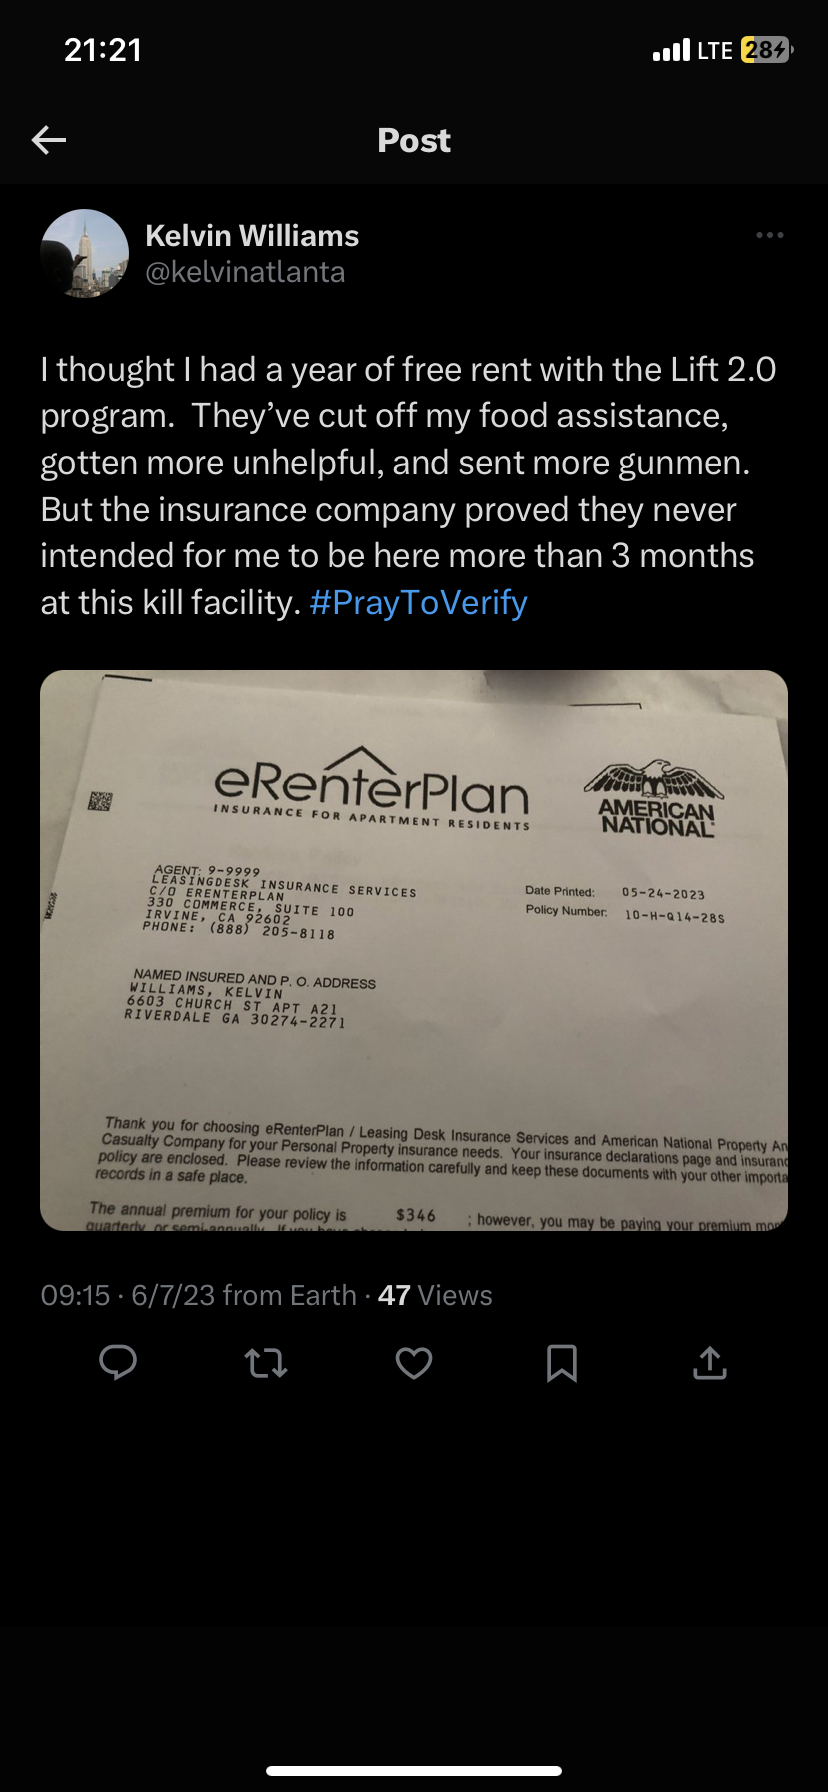 21:21
LTE 28
Post
Kelvin Williams
@kelvinatlanta
I thought I had a year of free rent with the Lift 2.0
program.  They’ve cut off my food assistance,
gotten more unhelpful, and sent more gunmen.
But the insurance company proved they never
intended for me to be here more than 3 months
at this kill facility. #PrayToVerify
eRenterPlan
INSURANCE FOR APARTMENT RESIDENTS
AMERICAN
NATIONAL
AGENT: 9-9999
LEASINGDESK INSURANCE SERVICES
C/O ERENTERPLAN
330 COMMERCE, SUITE 100
IRVINE, CA 92602
PHONE: (888) 205-8118
Date Printed: 05-24-2023
Policy Number: 10-H-Q14-28S
NAMED INSURED AND P. O. ADDRESS
WILLIAMS, KELVIN
6603 CHURCH ST APT A21
RIVERDALE GA 30274-2271
Thank you for choosing eRenterPlan / Leasing Desk Insurance Services and American National Property An
Casualty Company for your Personal Property insurance needs. Your insurance declarations page and insuranc
policy are enclosed. Please review the information carefully and keep these documents with your other importa
records in a safe place.
The annual premium for your policy is $346 ; however, you may be paying your premium mon
quarterly, or semi-annually. If you have
09:15 · 6/7/23 from Earth · 47 Views